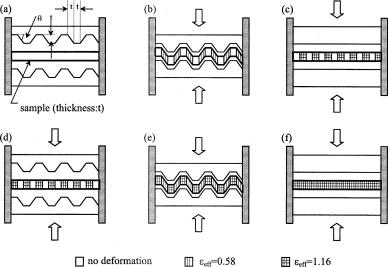 (a) θ t t
sample (thickness:t)
(b)
(c)
(d)
(e)
(f)
no deformation εeff=0.58 εeff=1.16